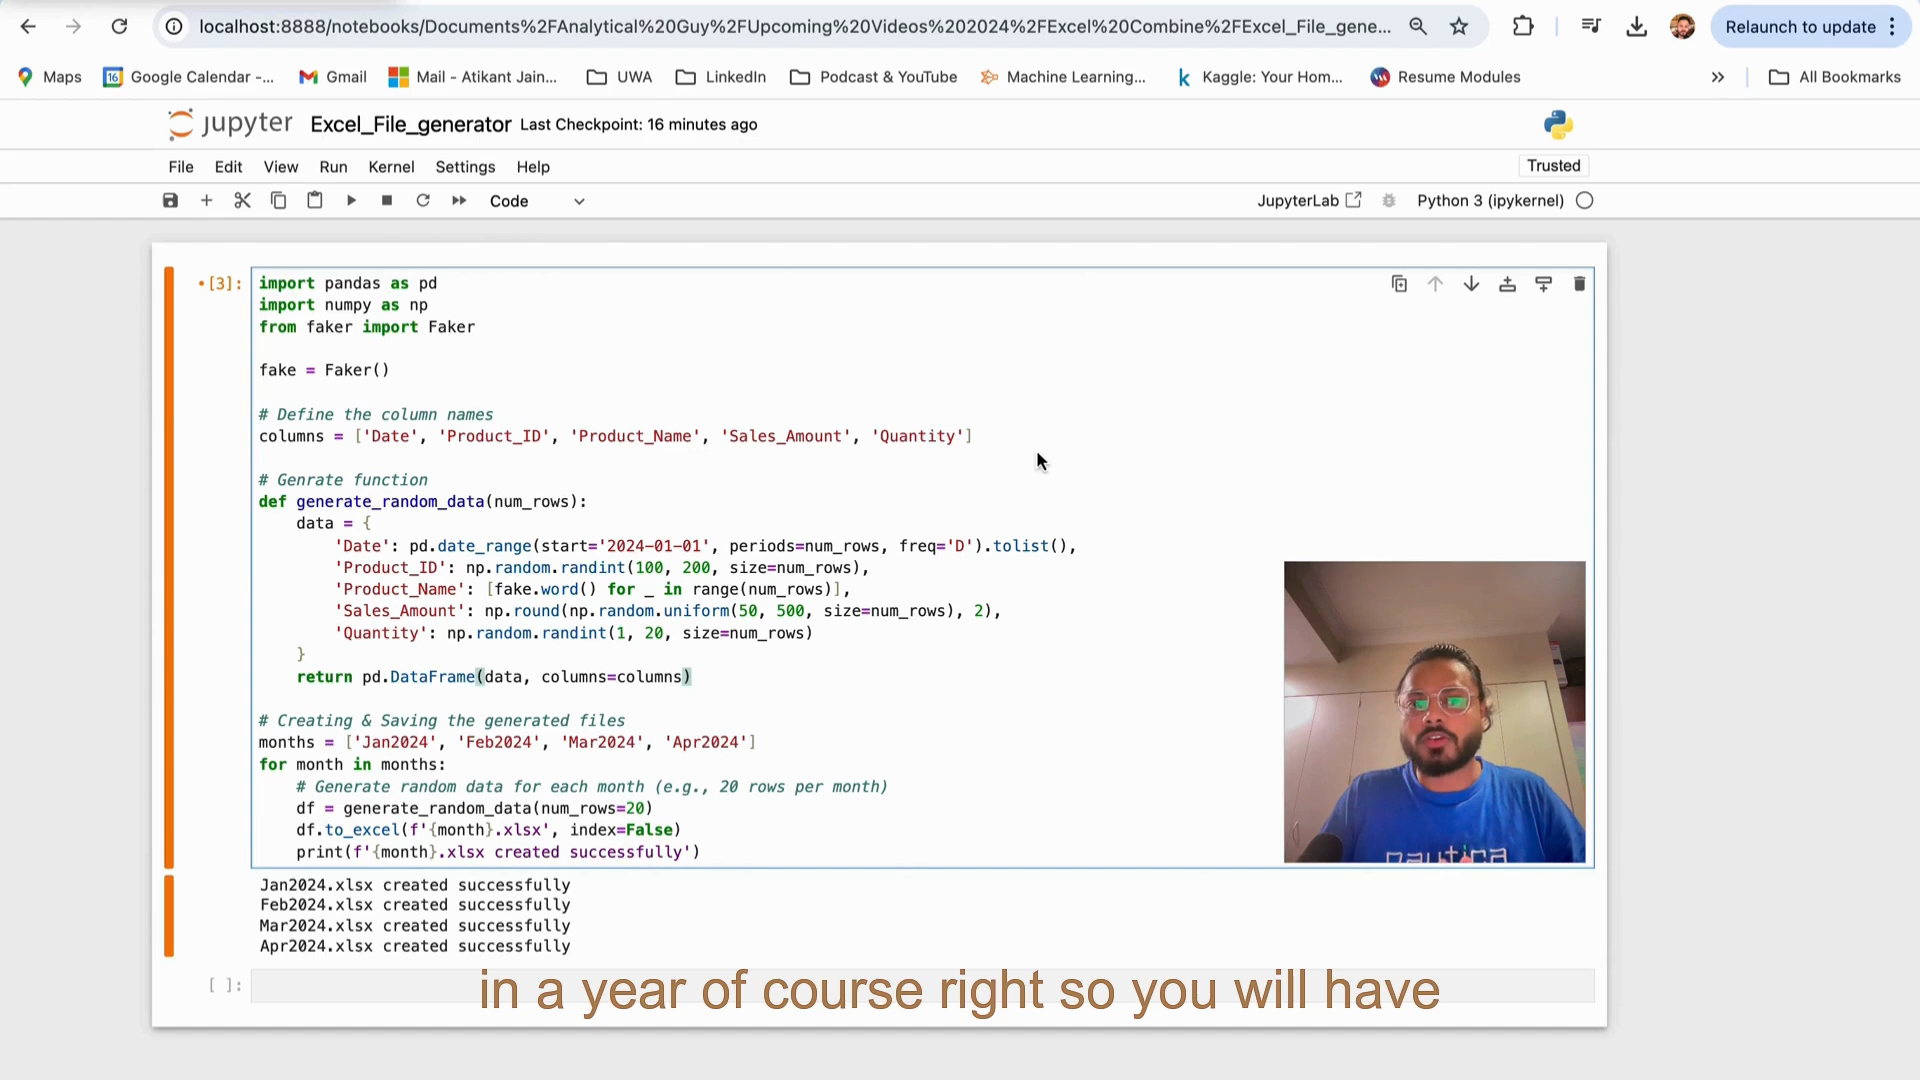 localhost:8888/notebooks/Documents%2FAnalytical%20Guy%2FUpcoming%20Videos%202024%2FExcel%20Combine%2FExcel_File_gene...
Relaunch to update
Maps
16
Google Calendar -...
Gmail
Mail - Atikant Jain...
UWA
LinkedIn
Podcast & YouTube
Machine Learning...
k
Kaggle: Your Hom...
Resume Modules
All Bookmarks
jupyter
Excel_File_generator Last Checkpoint: 16 minutes ago
File Edit View Run Kernel Settings Help
Trusted
Code
JupyterLab
Python 3 (ipykernel)
[3]:
import pandas as pd
import numpy as np
from faker import Faker
fake = Faker()
# Define the column names
columns = ['Date', 'Product_ID', 'Product_Name', 'Sales_Amount', 'Quantity']
# Genrate function
def generate_random_data(num_rows):
    data = {
        'Date': pd.date_range(start='2024-01-01', periods=num_rows, freq='D').tolist(),
        'Product_ID': np.random.randint(100, 200, size=num_rows),
        'Product_Name': [fake.word() for _ in range(num_rows)],
        'Sales_Amount': np.round(np.random.uniform(50, 500, size=num_rows), 2),
        'Quantity': np.random.randint(1, 20, size=num_rows)
    }
    return pd.DataFrame(data, columns=columns)
# Creating & Saving the generated files
months = ['Jan2024', 'Feb2024', 'Mar2024', 'Apr2024']
for month in months:
    # Generate random data for each month (e.g., 20 rows per month)
    df = generate_random_data(num_rows=20)
    df.to_excel(f'{month}.xlsx', index=False)
    print(f'{month}.xlsx created successfully')
nautica
Jan2024.xlsx created successfully
Feb2024.xlsx created successfully
Mar2024.xlsx created successfully
Apr2024.xlsx created successfully
[ ]:
in a year of course right so you will have